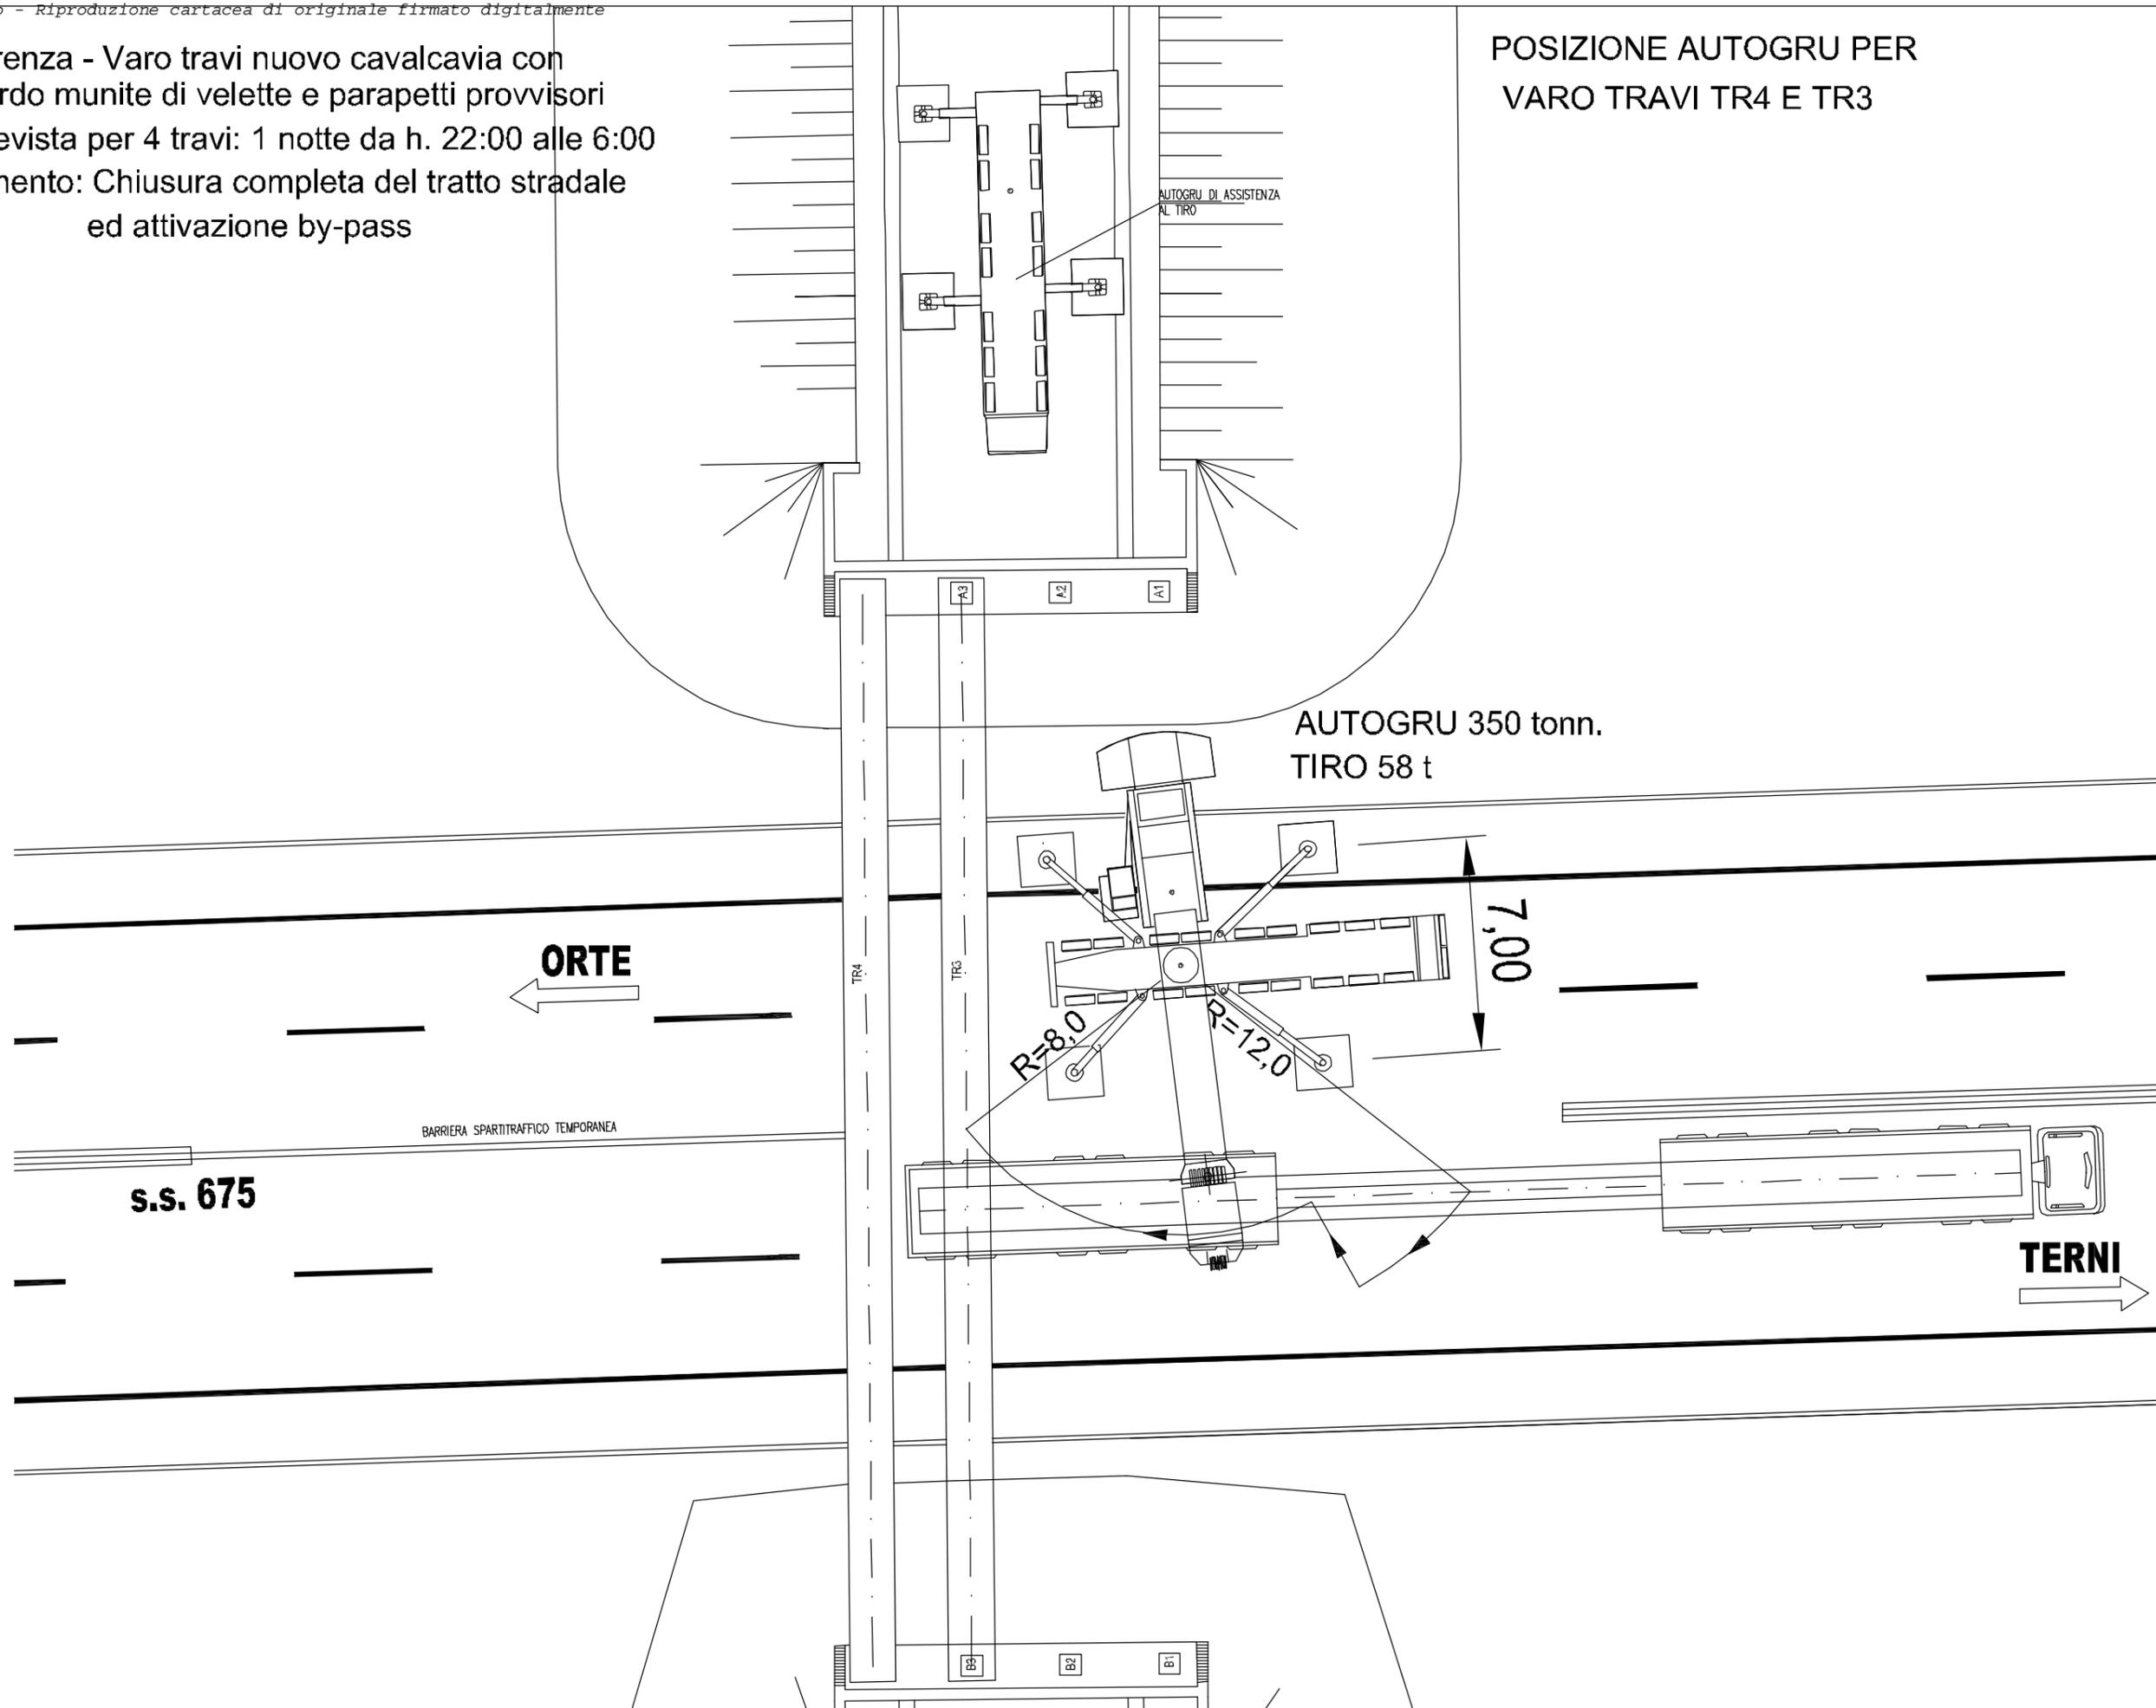 - Riproduzione cartacea di originale firmato digitalmente
renza - Varo travi nuovo cavalcavia con
rdo munite di velette e parapetti provvisori
evista per 4 travi: 1 notte da h. 22:00 alle 6:00
mento: Chiusura completa del tratto stradale
ed attivazione by-pass
POSIZIONE AUTOGRU PER
VARO TRAVI TR4 E TR3
AUTOGRU DI ASSISTENZA
AL TIRO
A3
A2
A1
AUTOGRU 350 tonn.
TIRO 58 t
7,00
ORTE
TR4
TR3
R=8,0
R=12,0
BARRIERA SPARTITRAFFICO TEMPORANEA
s.s. 675
TERNI
B3
B2
B1